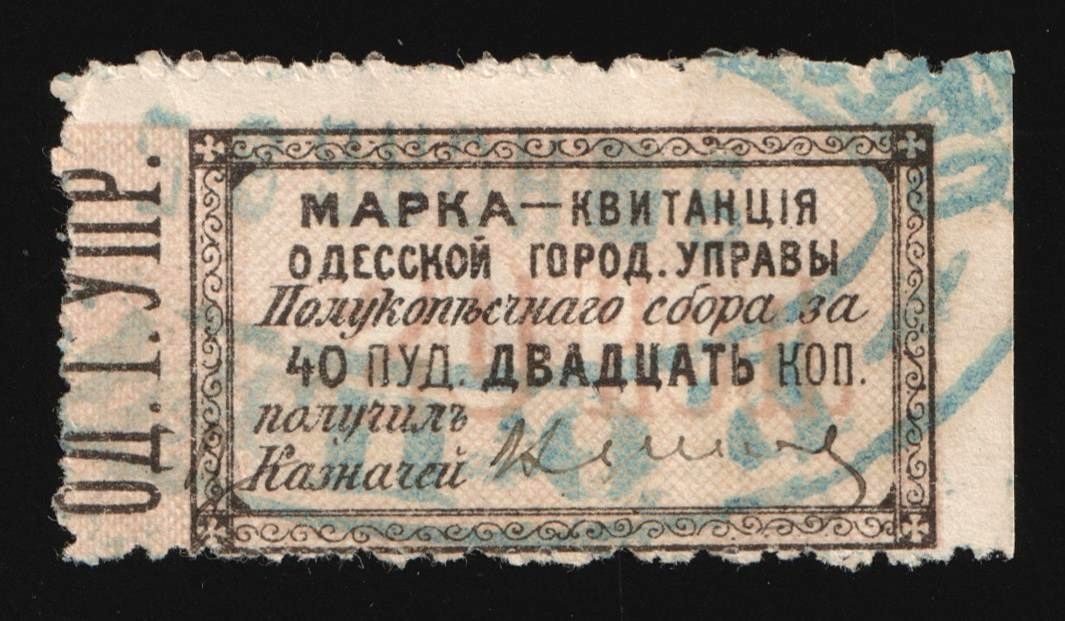 МАРКА—КВИТАНЦІЯ
ОДЕССКОЙ ГОРОД. УПРАВЫ
Полукопѣечнаго сбора за
40 ПУД. ДВАДЦАТЬ КОП.
получилъ
Казначей
ОД. Г. УПР.